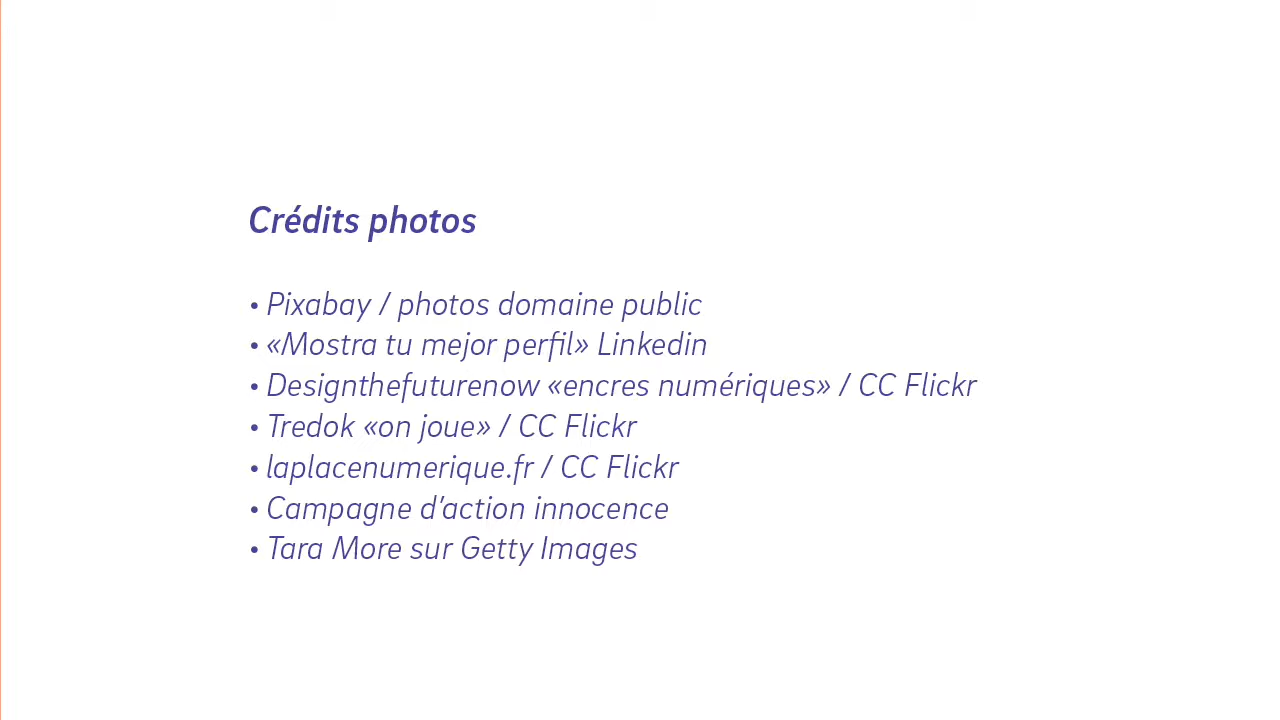 Crédits photos
• Pixabay / photos domaine public
• «Mostra tu mejor perfil» Linkedin
• Designthefuturenow «encres numériques» / CC Flickr
• Tredok «on joue» / CC Flickr
• laplacenumerique.fr / CC Flickr
• Campagne d'action innocence
• Tara More sur Getty Images